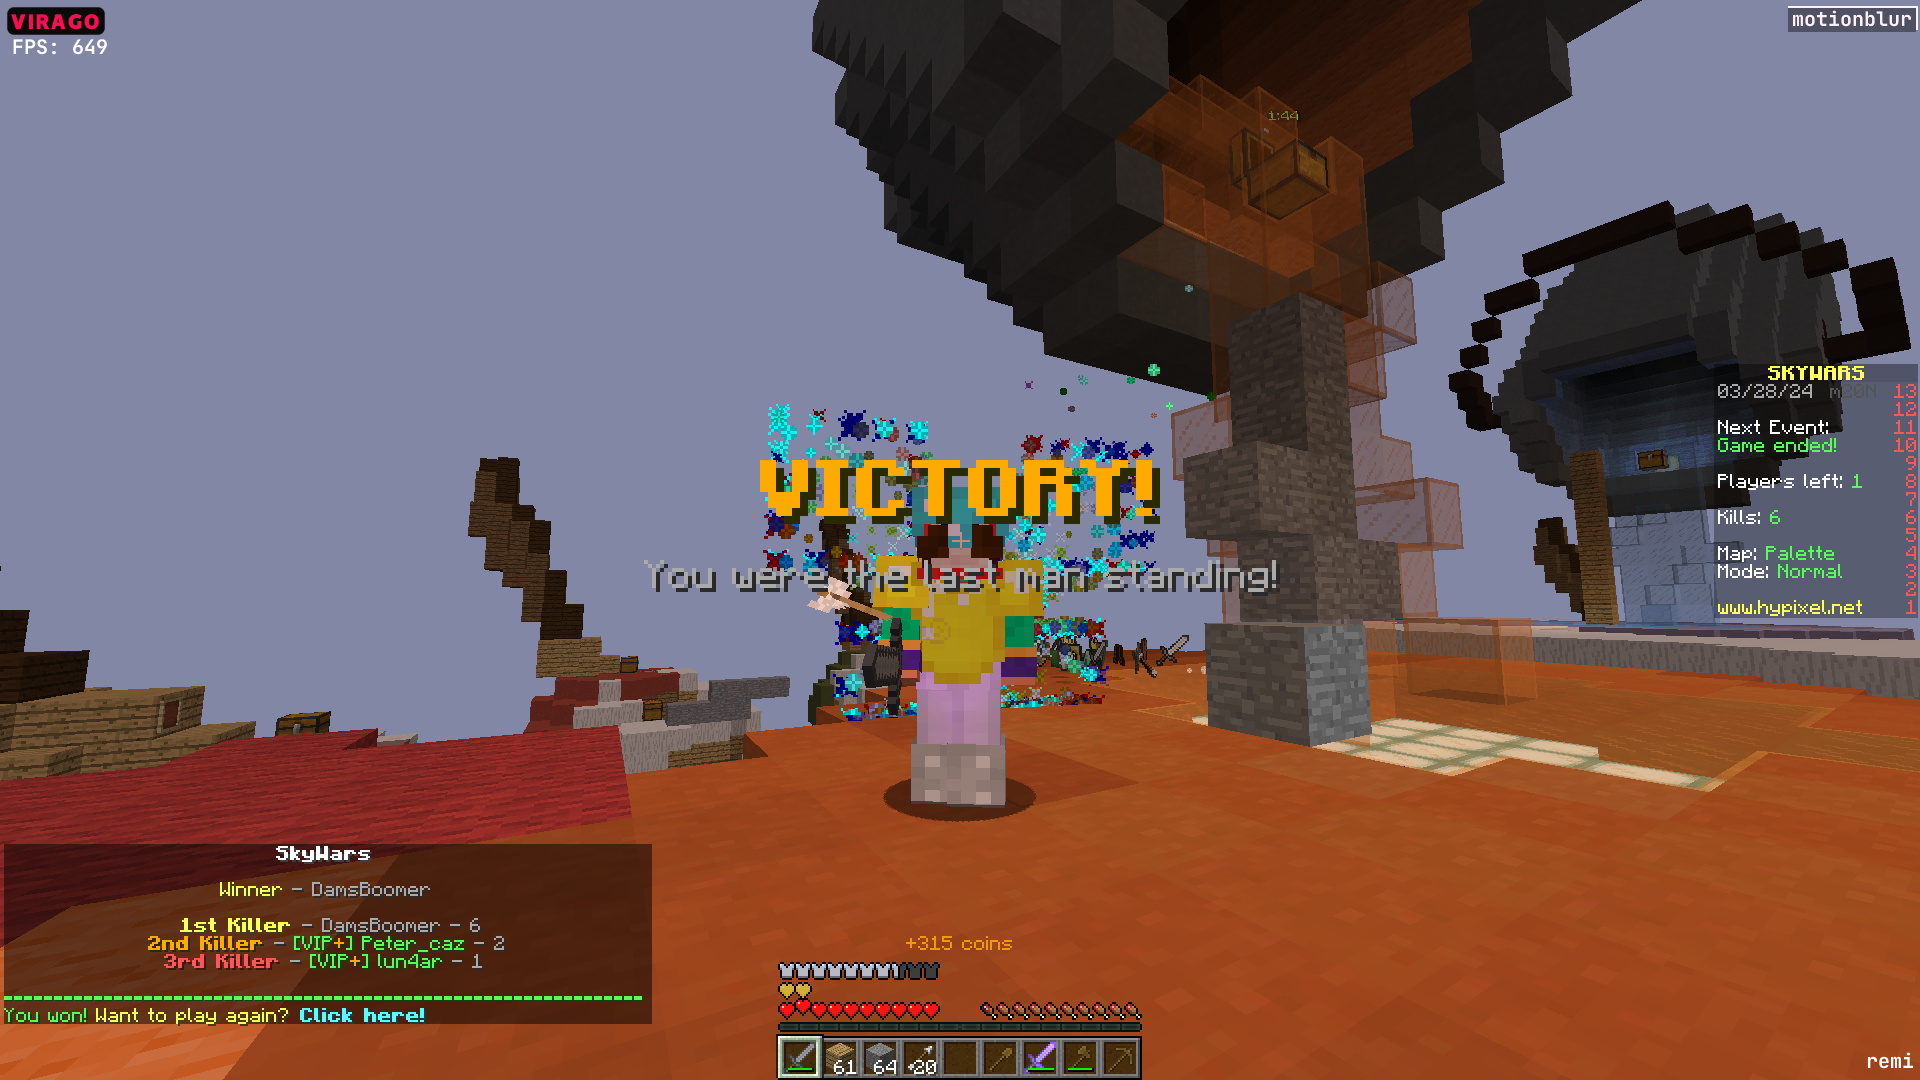 VIRAGO
FPS: 649
motionblur
1:44
VICTORY!
You were the last man standing!
SKYWARS
03/28/24 m20N 13
12
Next Event: 11
Game ended! 10
9
Players left: 1 8
7
Kills: 6 6
5
Map: Palette 4
Mode: Normal 3
2
www.hypixel.net 1
SkyWars
Winner - DamsBoomer
1st Killer - DamsBoomer - 6
2nd Killer - [VIP+] Peter_caz - 2
3rd Killer - [VIP+] lun4ar - 1
You won! Want to play again? Click here!
+315 coins
61 64 20
remi